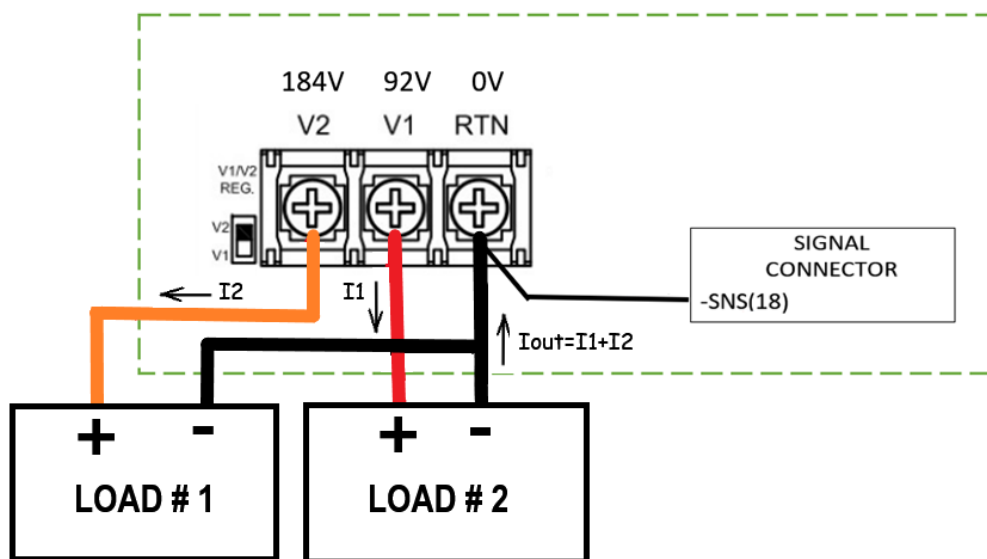 184V 92V 0V
V2 V1 RTN
V1/V2
REG.
V2
V1
SIGNAL
CONNECTOR
-SNS(18)
I2
I1
Iout=I1+I2
+ -
+ -
LOAD # 1
LOAD # 2